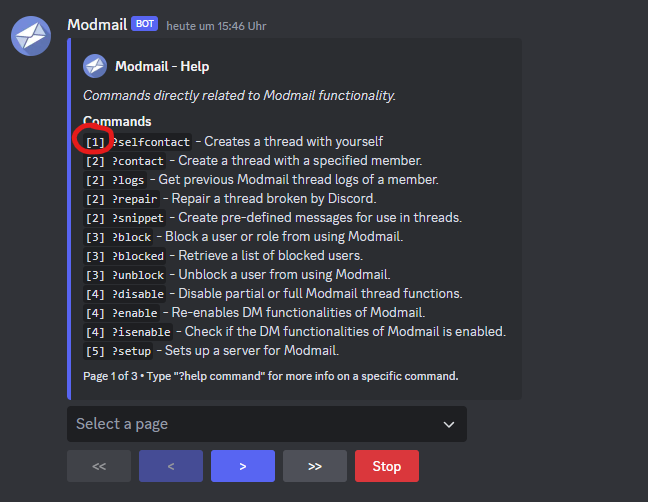 Modmail BOT heute um 15:46 Uhr
Modmail - Help
Commands directly related to Modmail functionality.
Commands
[1] ?selfcontact - Creates a thread with yourself
[2] ?contact - Create a thread with a specified member.
[2] ?logs - Get previous Modmail thread logs of a member.
[2] ?repair - Repair a thread broken by Discord.
[2] ?snippet - Create pre-defined messages for use in threads.
[3] ?block - Block a user or role from using Modmail.
[3] ?blocked - Retrieve a list of blocked users.
[3] ?unblock - Unblock a user from using Modmail.
[4] ?disable - Disable partial or full Modmail thread functions.
[4] ?enable - Re-enables DM functionalities of Modmail.
[4] ?isenable - Check if the DM functionalities of Modmail is enabled.
[5] ?setup - Sets up a server for Modmail.
Page 1 of 3 • Type "?help command" for more info on a specific command.
Select a page
<< < > >> Stop